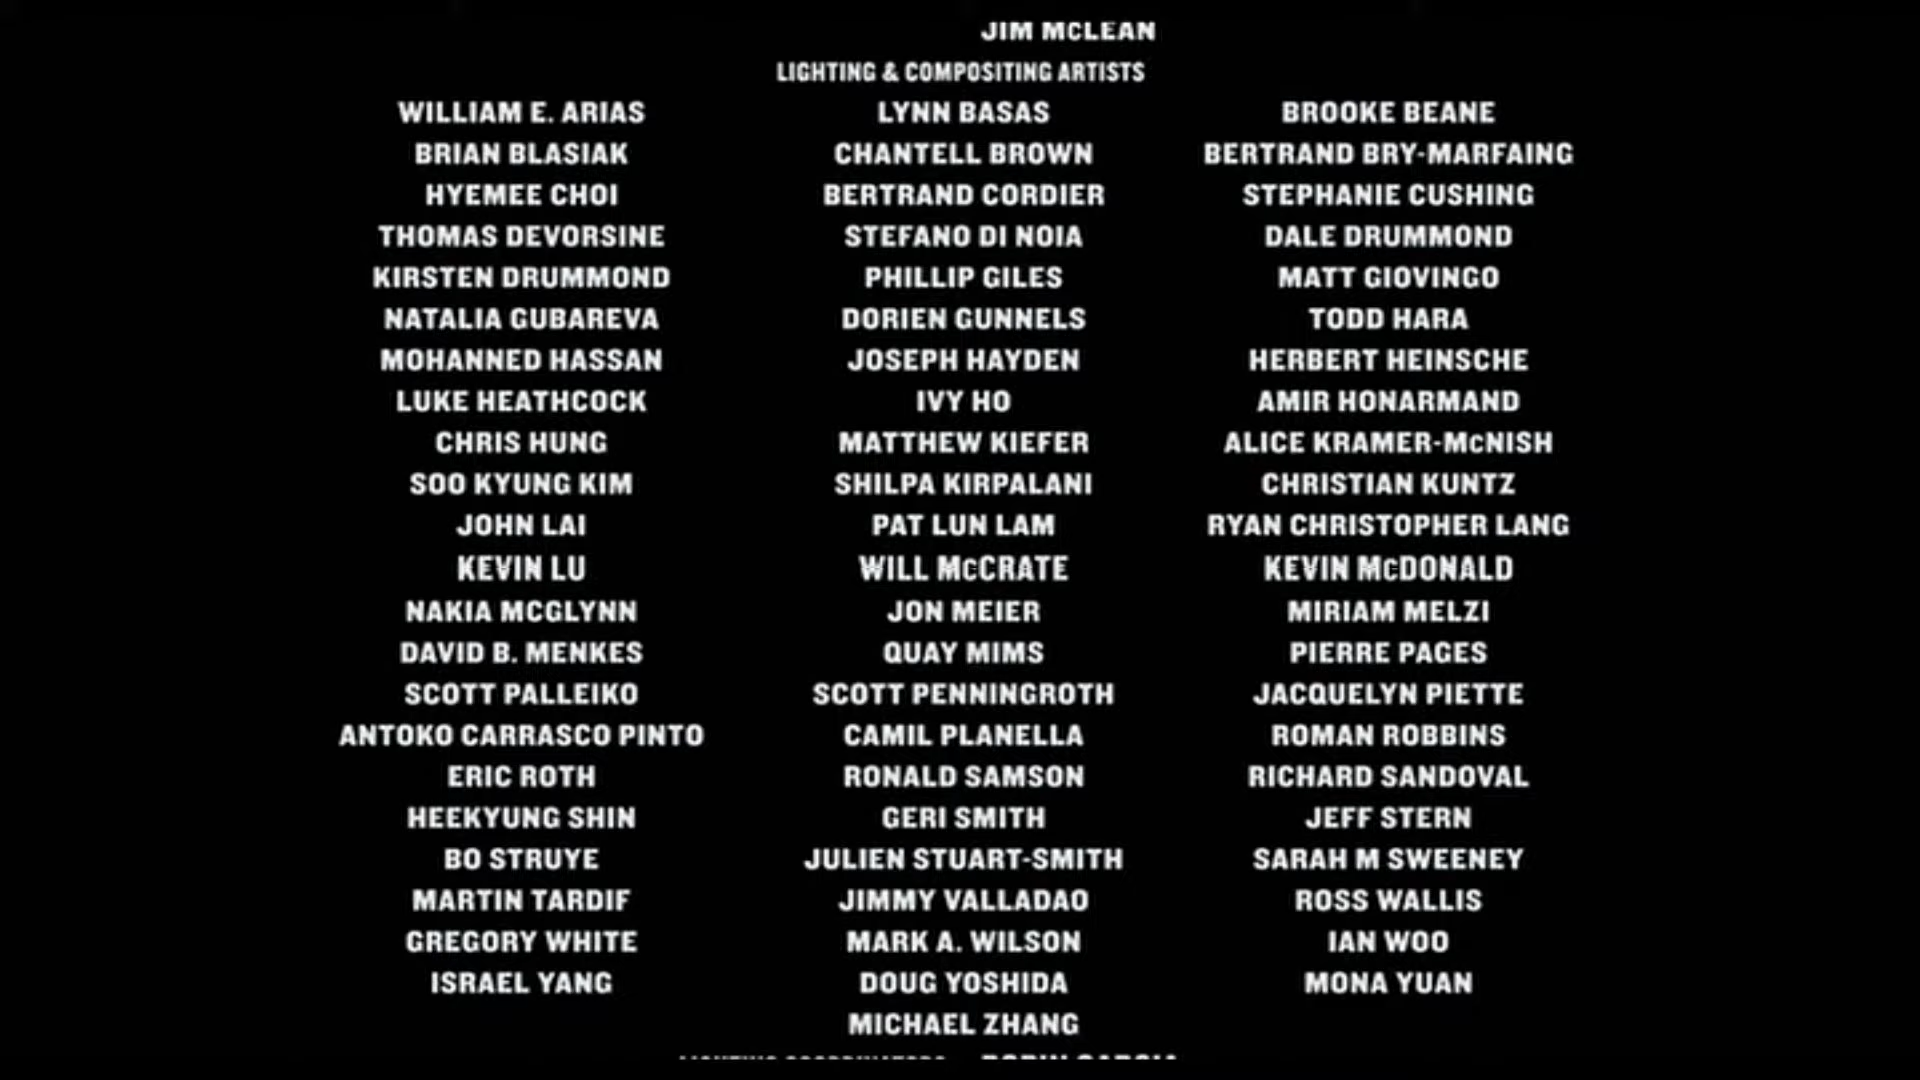 JIM MCLEAN
LIGHTING & COMPOSITING ARTISTS
WILLIAM E. ARIAS LYNN BASAS BROOKE BEANE
BRIAN BLASIAK CHANTELL BROWN BERTRAND BRY-MARFAING
HYEMEE CHOI BERTRAND CORDIER STEPHANIE CUSHING
THOMAS DEVORSINE STEFANO DI NOIA DALE DRUMMOND
KIRSTEN DRUMMOND PHILLIP GILES MATT GIOVINGO
NATALIA GUBAREVA DORIEN GUNNELS TODD HARA
MOHANNED HASSAN JOSEPH HAYDEN HERBERT HEINSCHE
LUKE HEATHCOCK IVY HO AMIR HONARMAND
CHRIS HUNG MATTHEW KIEFER ALICE KRAMER-McNISH
SOO KYUNG KIM SHILPA KIRPALANI CHRISTIAN KUNTZ
JOHN LAI PAT LUN LAM RYAN CHRISTOPHER LANG
KEVIN LU WILL McCRATE KEVIN McDONALD
NAKIA MCGLYNN JON MEIER MIRIAM MELZI
DAVID B. MENKES QUAY MIMS PIERRE PAGES
SCOTT PALLEIKO SCOTT PENNINGROTH JACQUELYN PIETTE
ANTOKO CARRASCO PINTO CAMIL PLANELLA ROMAN ROBBINS
ERIC ROTH RONALD SAMSON RICHARD SANDOVAL
HEEKYUNG SHIN GERI SMITH JEFF STERN
BO STRUYE JULIEN STUART-SMITH SARAH M SWEENEY
MARTIN TARDIF JIMMY VALLADAO ROSS WALLIS
GREGORY WHITE MARK A. WILSON IAN WOO
ISRAEL YANG DOUG YOSHIDA MONA YUAN
MICHAEL ZHANG